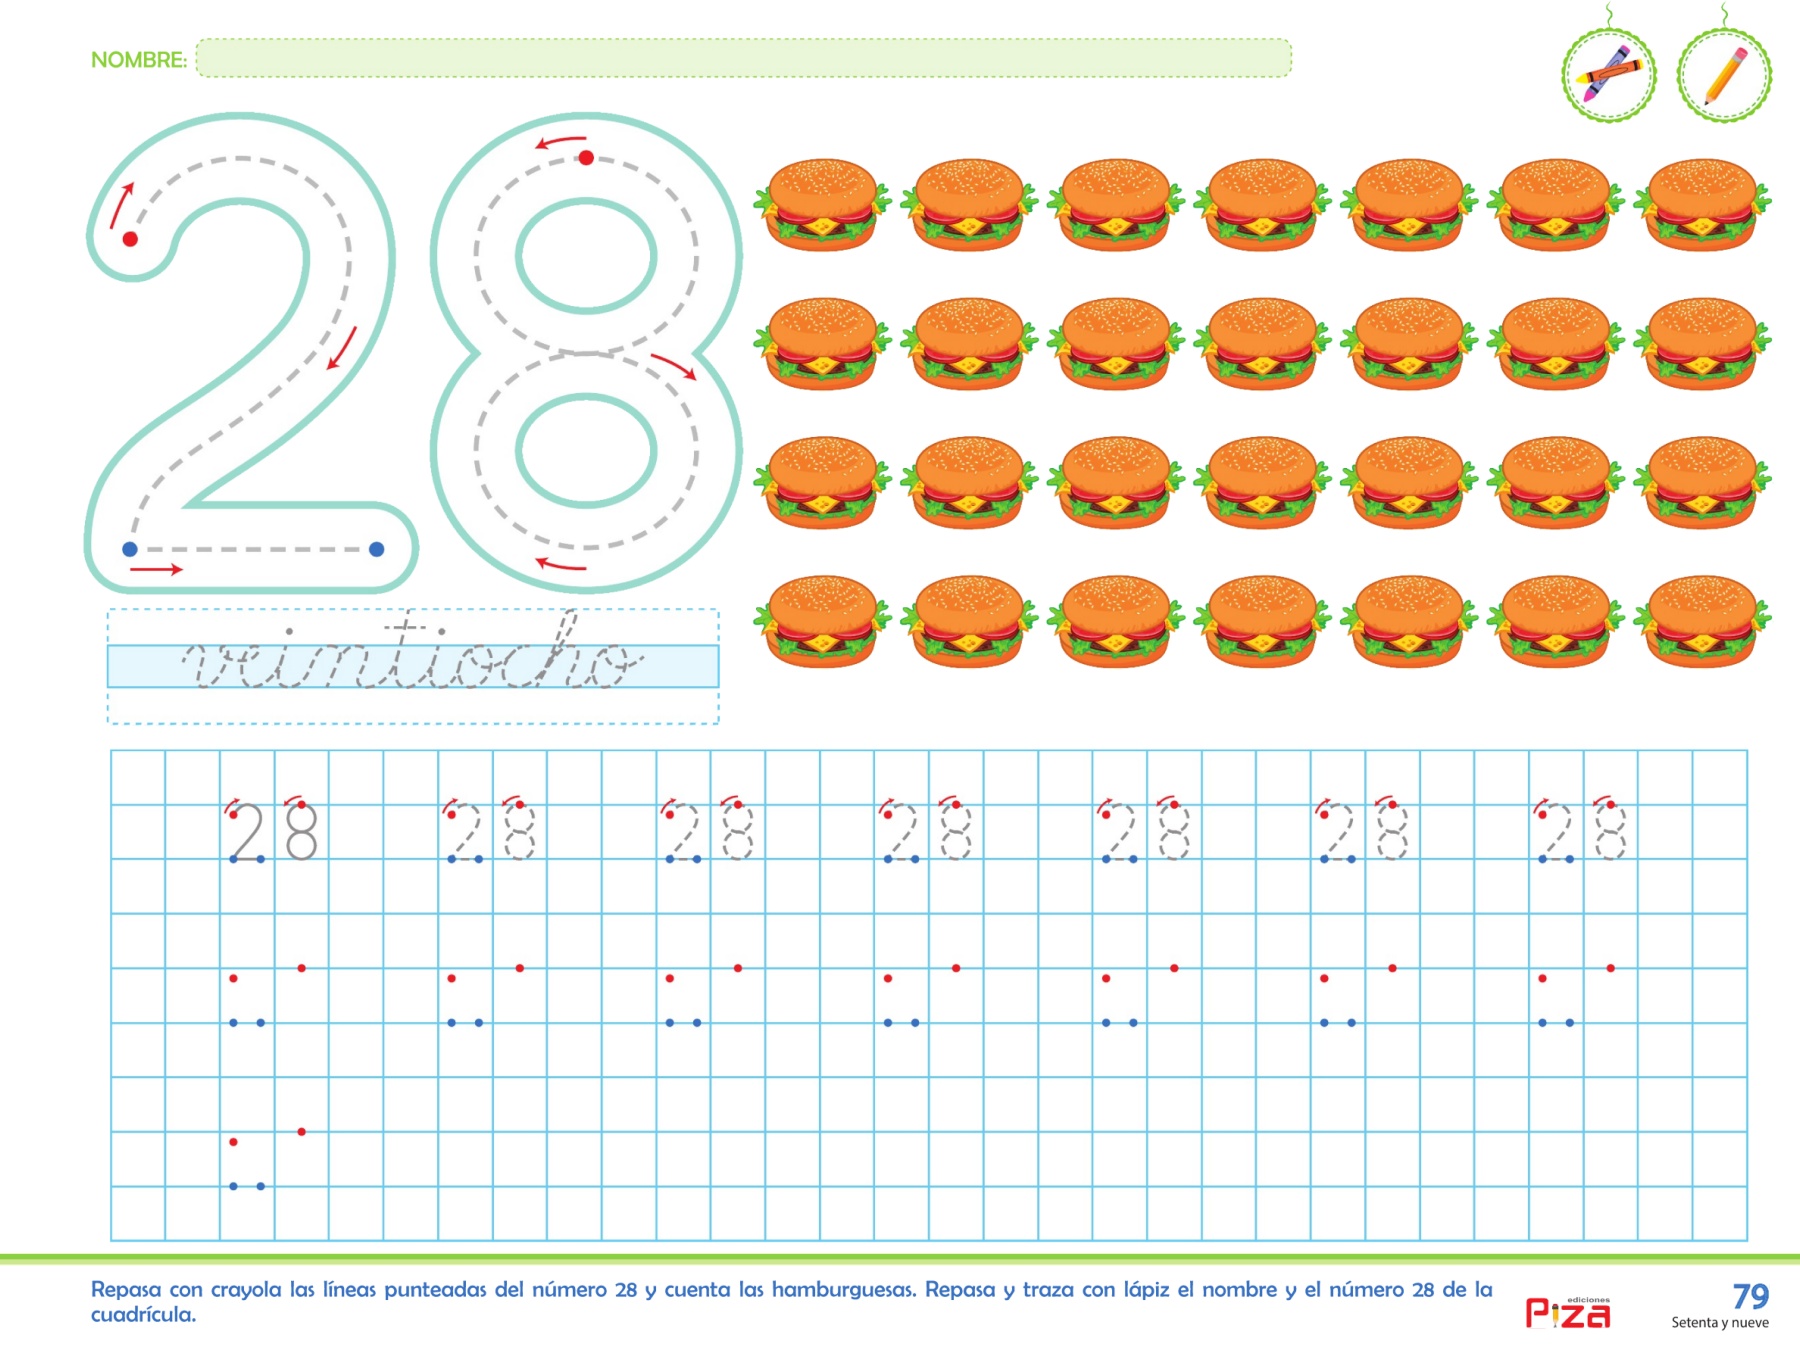 NOMBRE:
28
veintiocho
28 28 28 28 28 28 28
Repasa con crayola las líneas punteadas del número 28 y cuenta las hamburguesas. Repasa y traza con lápiz el nombre y el número 28 de la
cuadrícula.
ediciones
Piza
79
Setenta y nueve